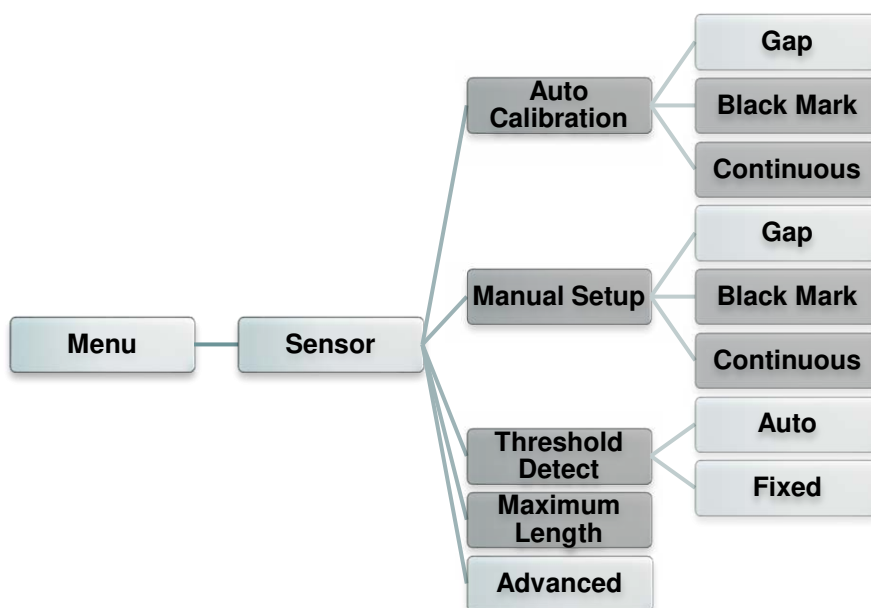 Menu
Sensor
Auto
Calibration
Gap
Black Mark
Continuous
Manual Setup
Gap
Black Mark
Continuous
Threshold
Detect
Auto
Fixed
Maximum
Length
Advanced